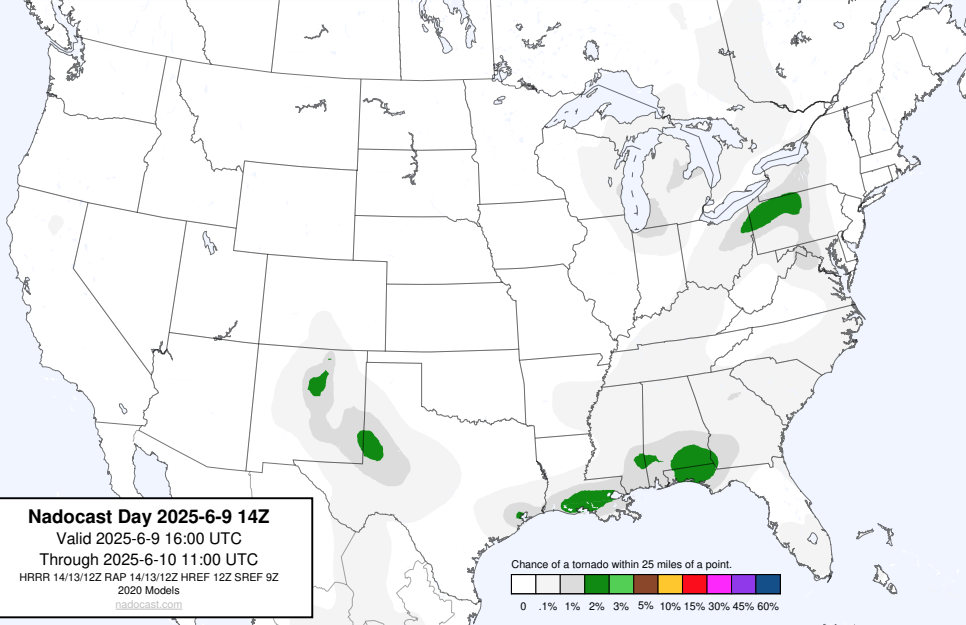 Nadocast Day 2025-6-9 14Z
Valid 2025-6-9 16:00 UTC
Through 2025-6-10 11:00 UTC
HRRR 14/13/12Z RAP 14/13/12Z HREF 12Z SREF 9Z
2020 Models
nadocast.com
Chance of a tornado within 25 miles of a point.
0 .1% 1% 2% 3% 5% 10% 15% 30% 45% 60%